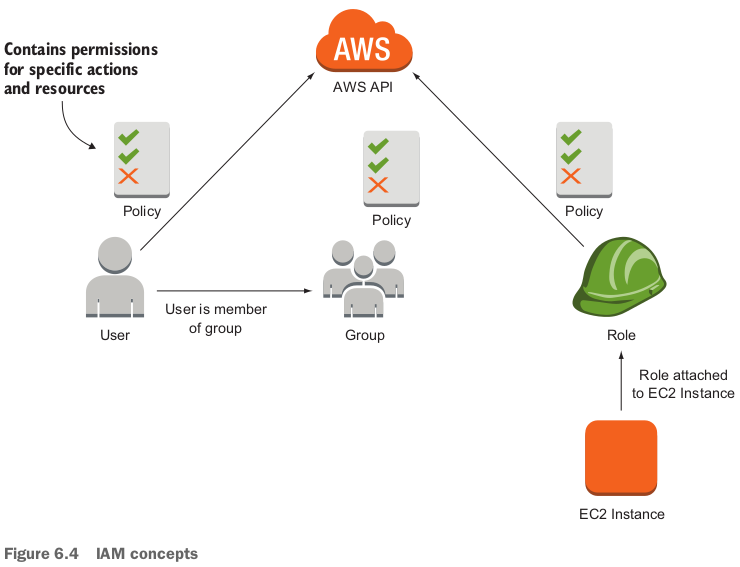 Contains permissions
for specific actions
and resources
AWS
AWS API
Policy
Policy
Policy
User is member
of group
User
Group
Role
Role attached
to EC2 Instance
EC2 Instance
Figure 6.4 IAM concepts